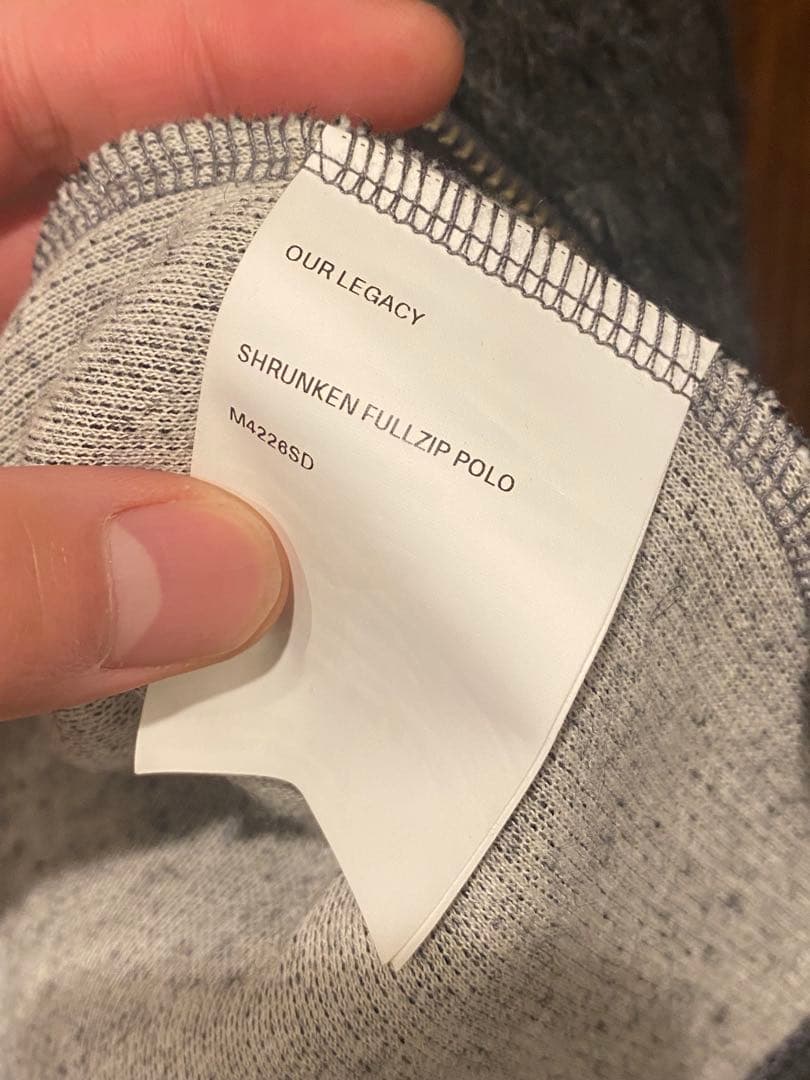 OUR LEGACY
SHRUNKEN FULLZIP POLO
M4226SD